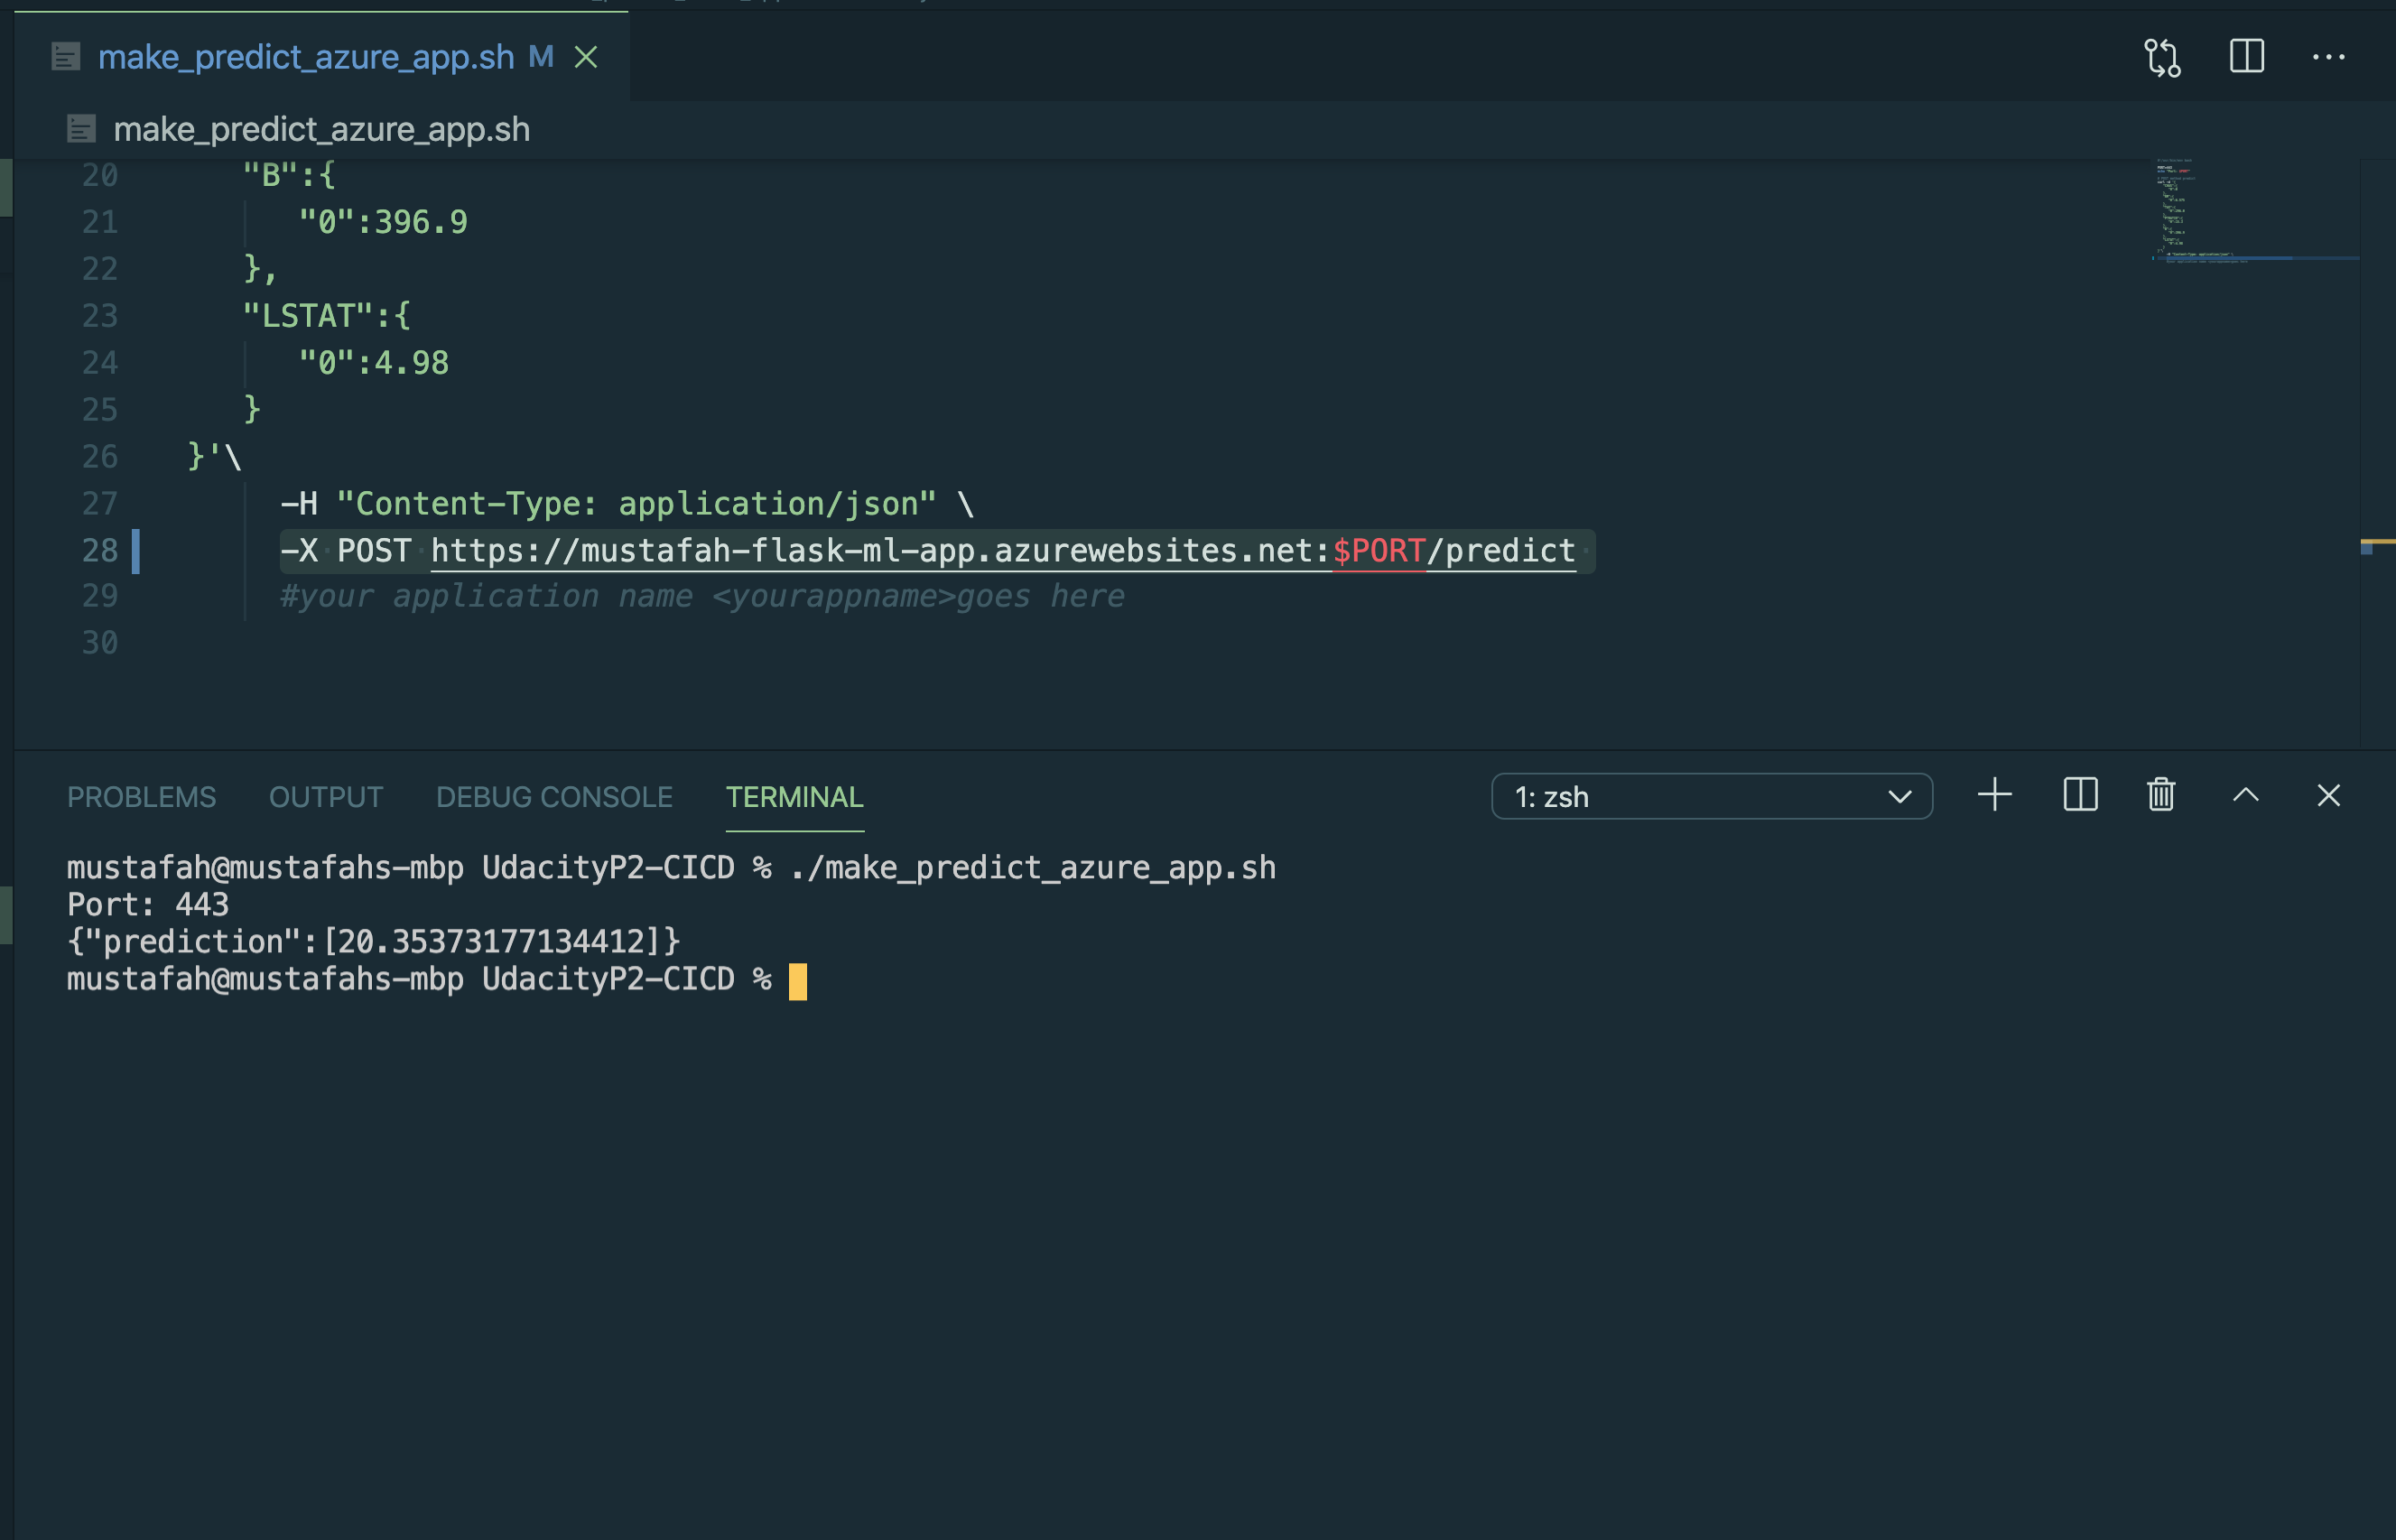 make_predict_azure_app.sh M
make_predict_azure_app.sh
20 "B":{
21 "0":396.9
22 },
23 "LSTAT":{
24 "0":4.98
25 }
26 }'\
27 -H "Content-Type: application/json" \
28 -X POST https://mustafah-flask-ml-app.azurewebsites.net:$PORT/predict
29 #your application name <yourappname>goes here
30
PROBLEMS OUTPUT DEBUG CONSOLE TERMINAL 1: zsh
mustafah@mustafahs-mbp UdacityP2-CICD % ./make_predict_azure_app.sh
Port: 443
{"prediction":[20.35373177134412]}
mustafah@mustafahs-mbp UdacityP2-CICD %